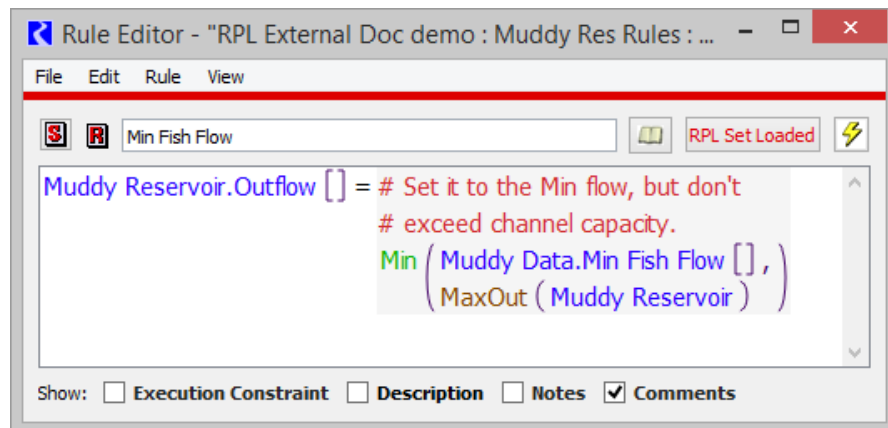 Rule Editor - "RPL External Doc demo : Muddy Res Rules : ...
File Edit Rule View
S R Min Fish Flow RPL Set Loaded
Muddy Reservoir.Outflow [] = # Set it to the Min flow, but don't
# exceed channel capacity.
Min ( Muddy Data.Min Fish Flow [] ,
MaxOut ( Muddy Reservoir ) )
Show: Execution Constraint Description Notes Comments